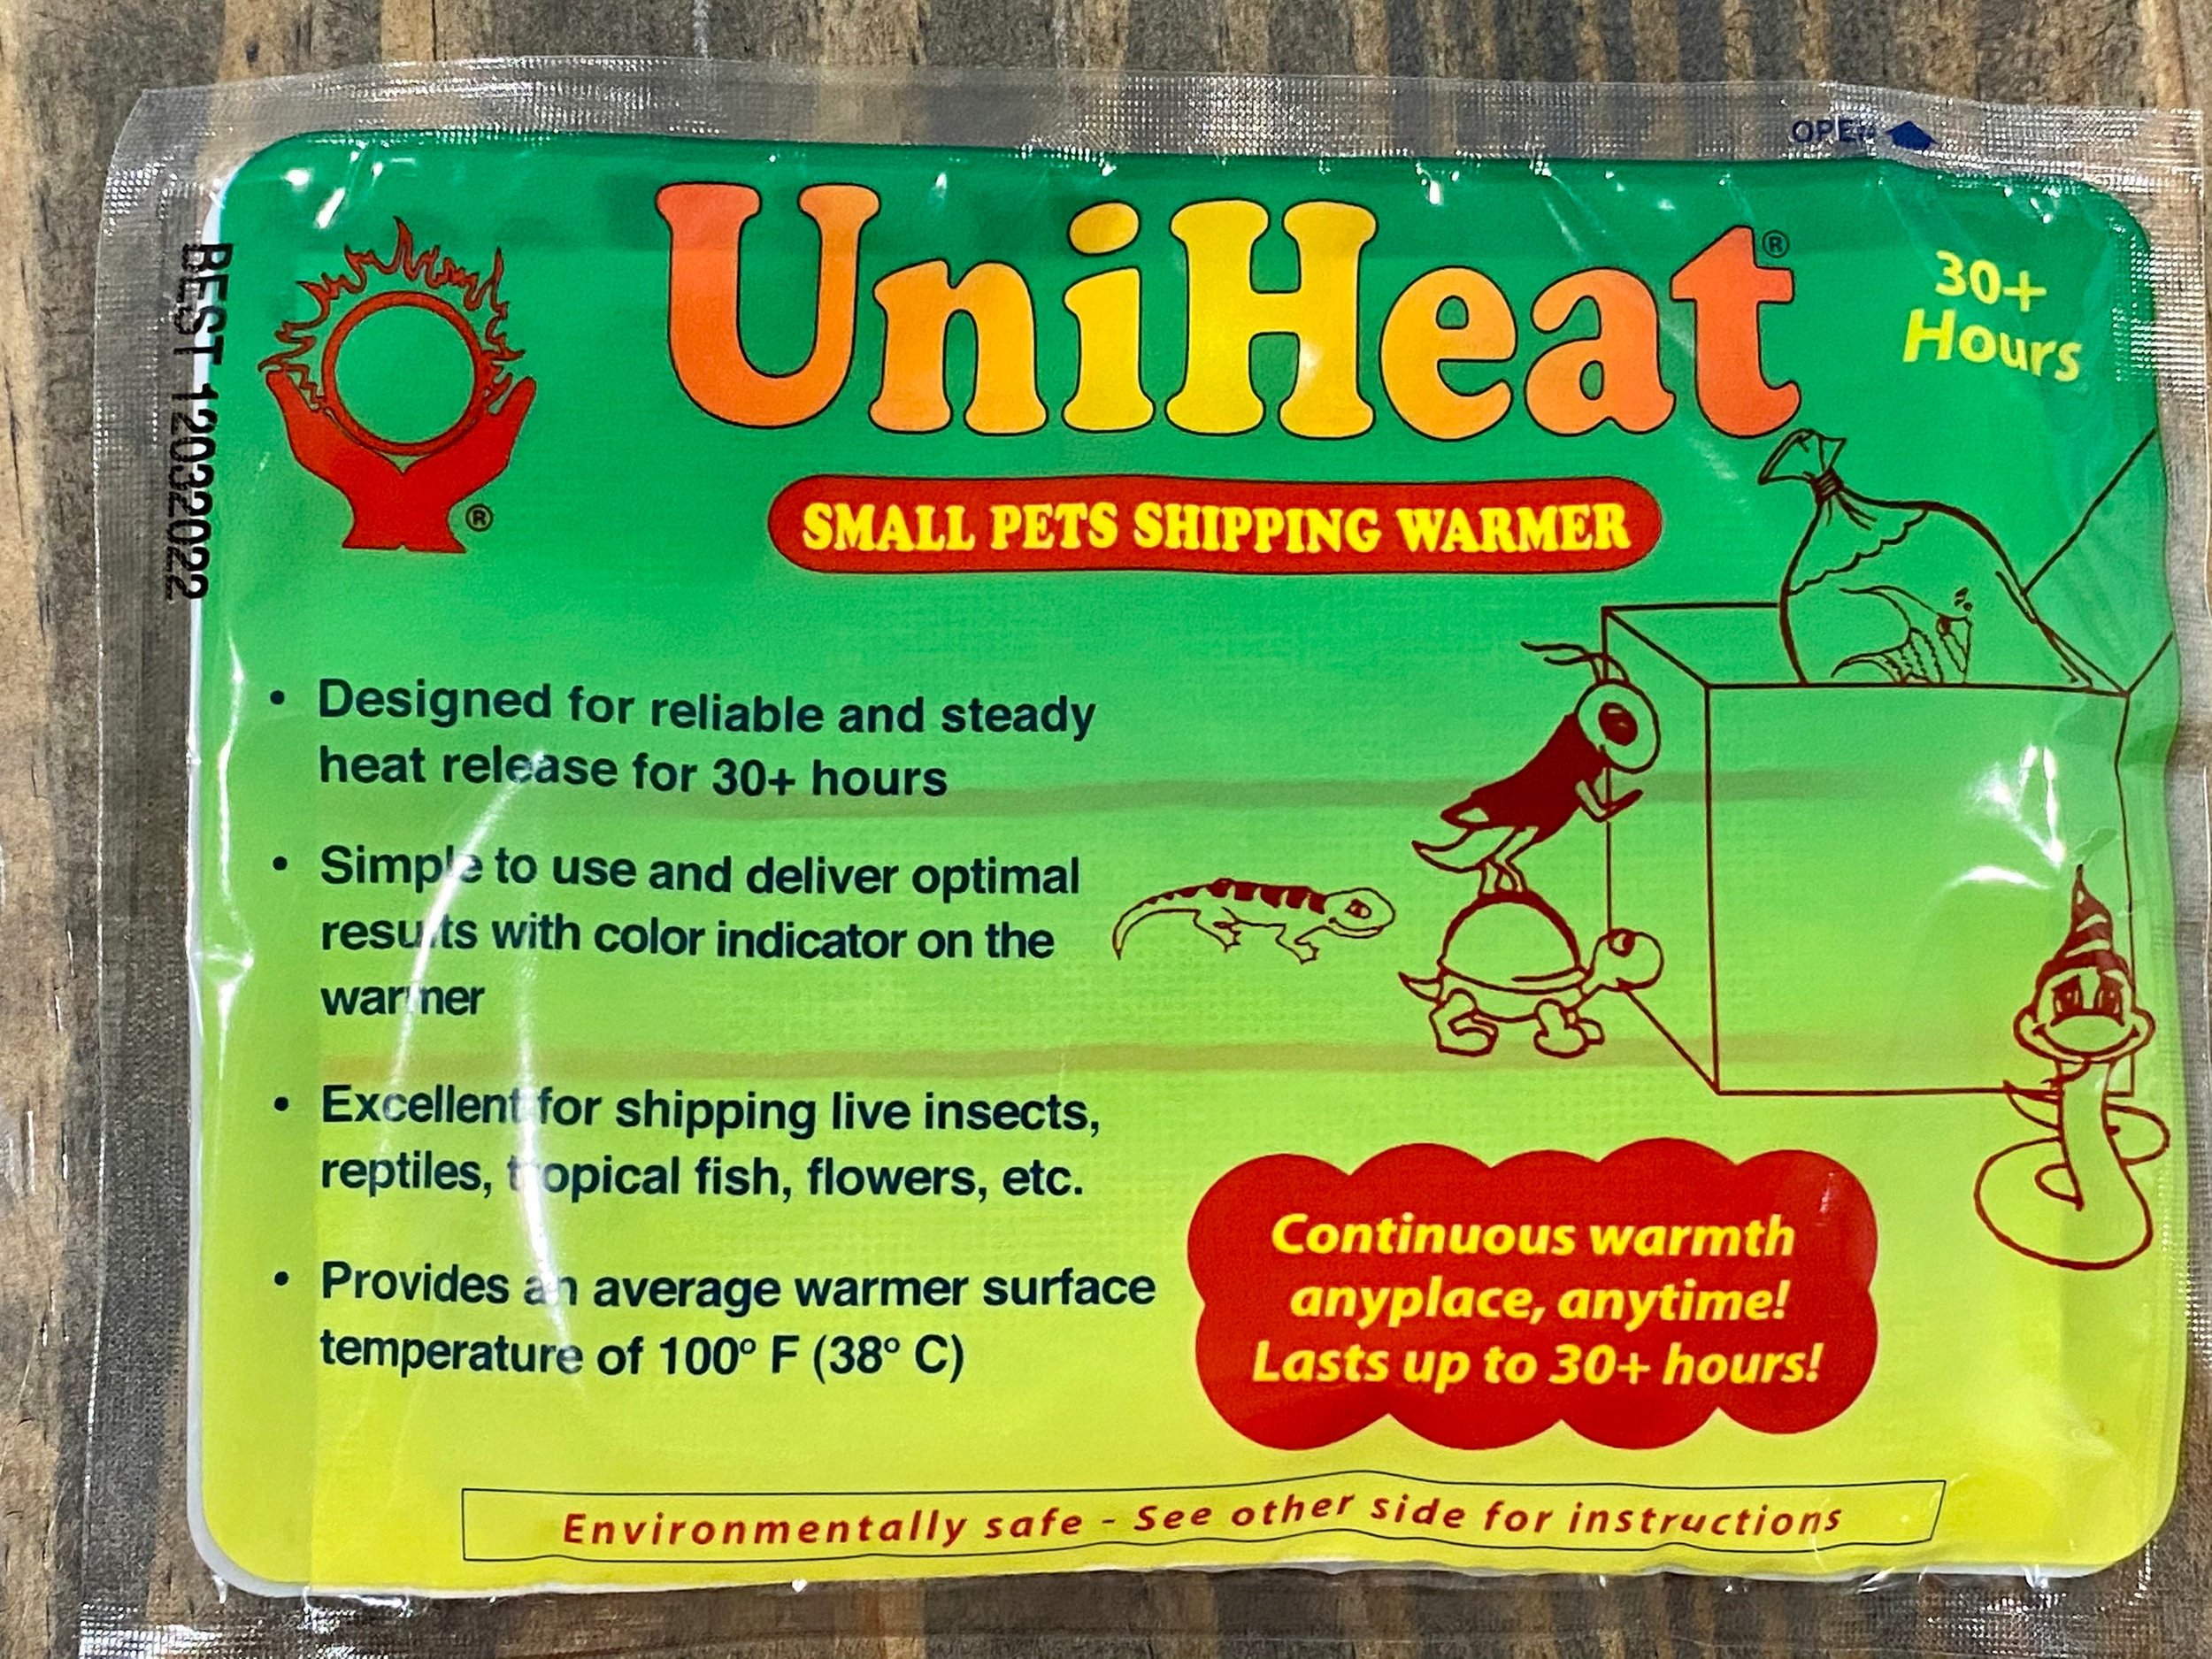 OPEN
UniHeat®
30+
Hours
BEST 12032022
®
SMALL PETS SHIPPING WARMER
• Designed for reliable and steady
heat release for 30+ hours
• Simple to use and deliver optimal
results with color indicator on the
warmer
• Excellent for shipping live insects,
reptiles, tropical fish, flowers, etc.
• Provides an average warmer surface
temperature of 100° F (38° C)
Continuous warmth
anyplace, anytime!
Lasts up to 30+ hours!
Environmentally safe - See other side for instructions